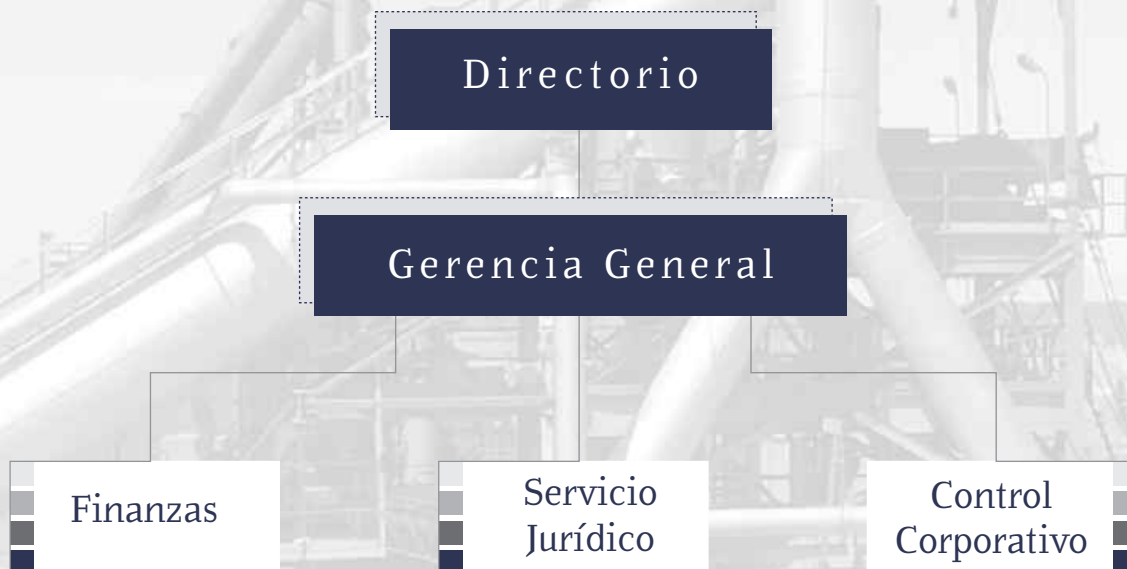 Directorio
Gerencia General
Finanzas
Servicio
Jurídico
Control
Corporativo